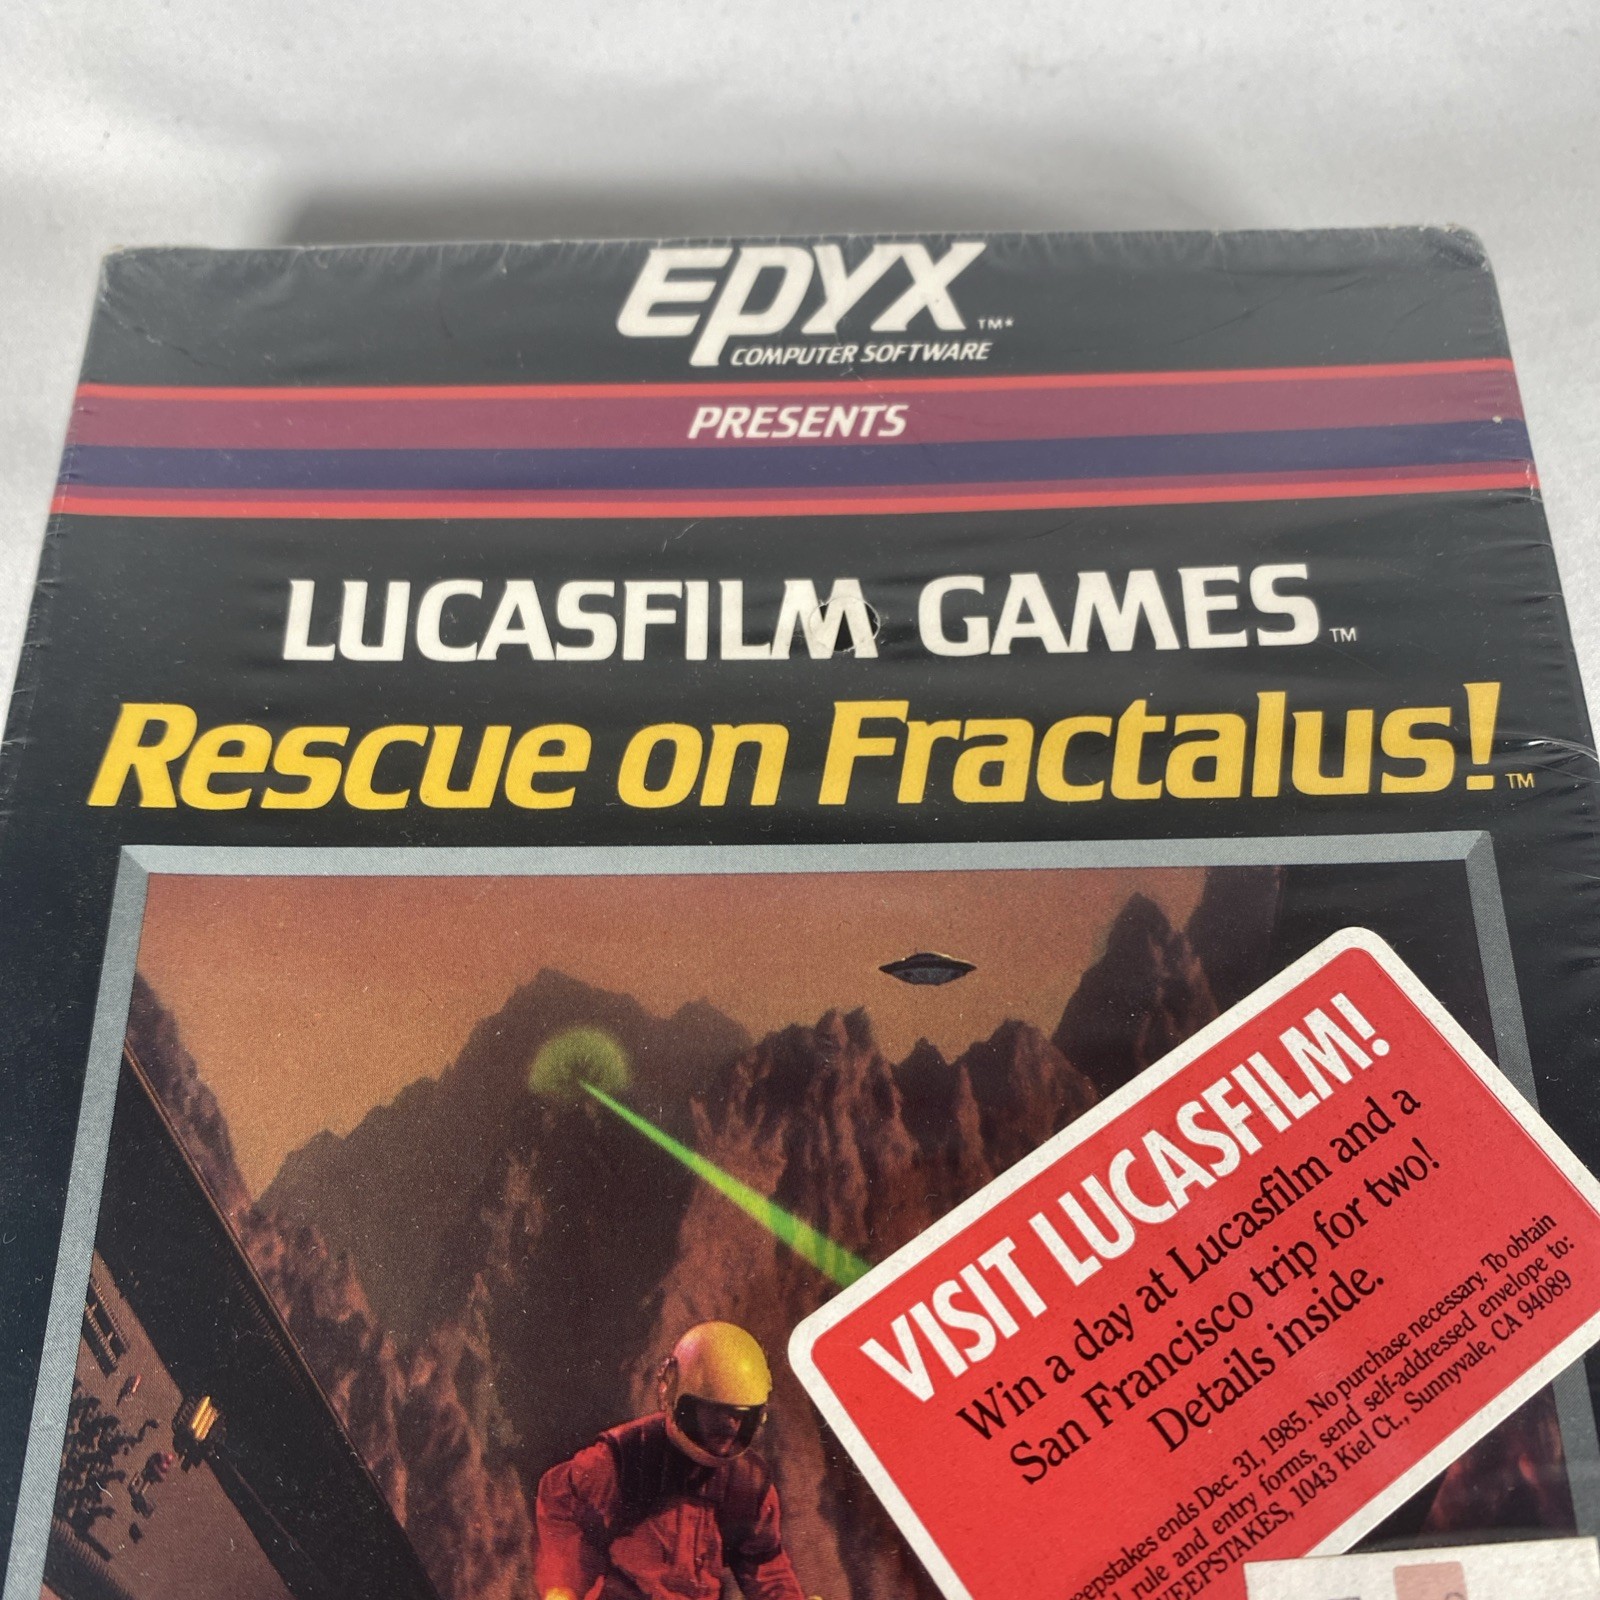 EPYX TM*
COMPUTER SOFTWARE
PRESENTS
LUCASFILM GAMES TM
Rescue on Fractalus! TM
VISIT LUCASFILM!
Win a day at Lucasfilm and a
San Francisco trip for two!
Details inside.
ends Dec. 31, 1985. No purchase necessary. To obtain
rule and entry forms, send self-addressed envelope to:
1043 Kiel Ct., Sunnyvale, CA 94089